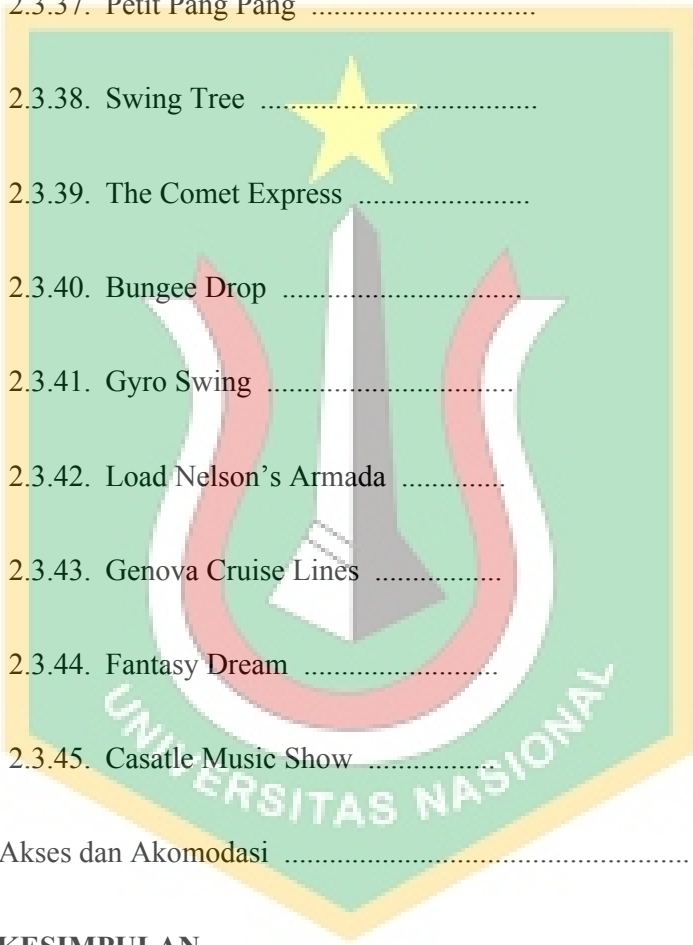 2.3.37. Petit Pang Pang ..............................
2.3.38. Swing Tree .....................................
2.3.39. The Comet Express .......................
2.3.40. Bungee Drop ................................
2.3.41. Gyro Swing .................................
2.3.42. Load Nelson’s Armada ..............
2.3.43. Genova Cruise Lines .................
2.3.44. Fantasy Dream ..........................
2.3.45. Casatle Music Show .................
UNIVERSITAS NASIONAL
Akses dan Akomodasi ......................................................
KESIMPULAN